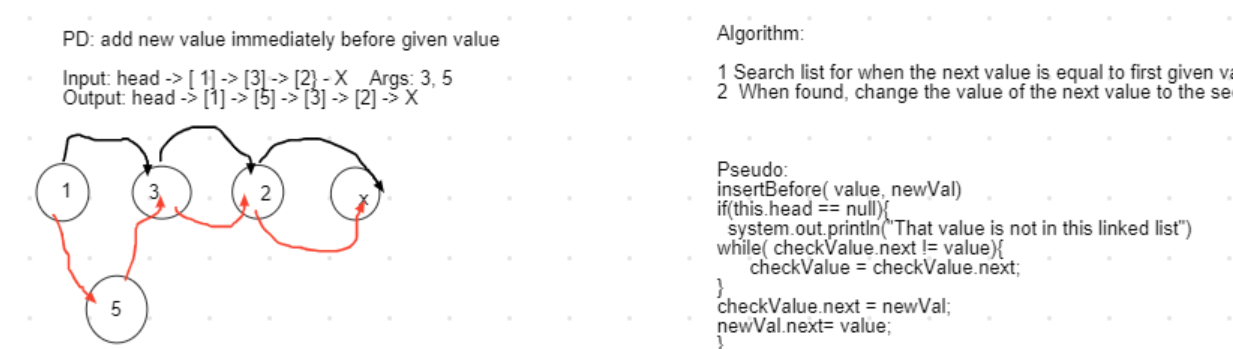 PD: add new value immediately before given value
Input: head -> [ 1] -> [3] -> [2} - X Args: 3, 5
Output: head -> [1] -> [5] -> [3] -> [2] -> X
1
3
2
x
5
Algorithm:
1 Search list for when the next value is equal to first given
2 When found, change the value of the next value to the
Pseudo:
insertBefore( value, newVal)
if(this.head == null){
system.out.println("That value is not in this linked list")
while( checkValue.next != value){
checkValue = checkValue.next;
}
checkValue.next = newVal;
newVal.next= value;
}